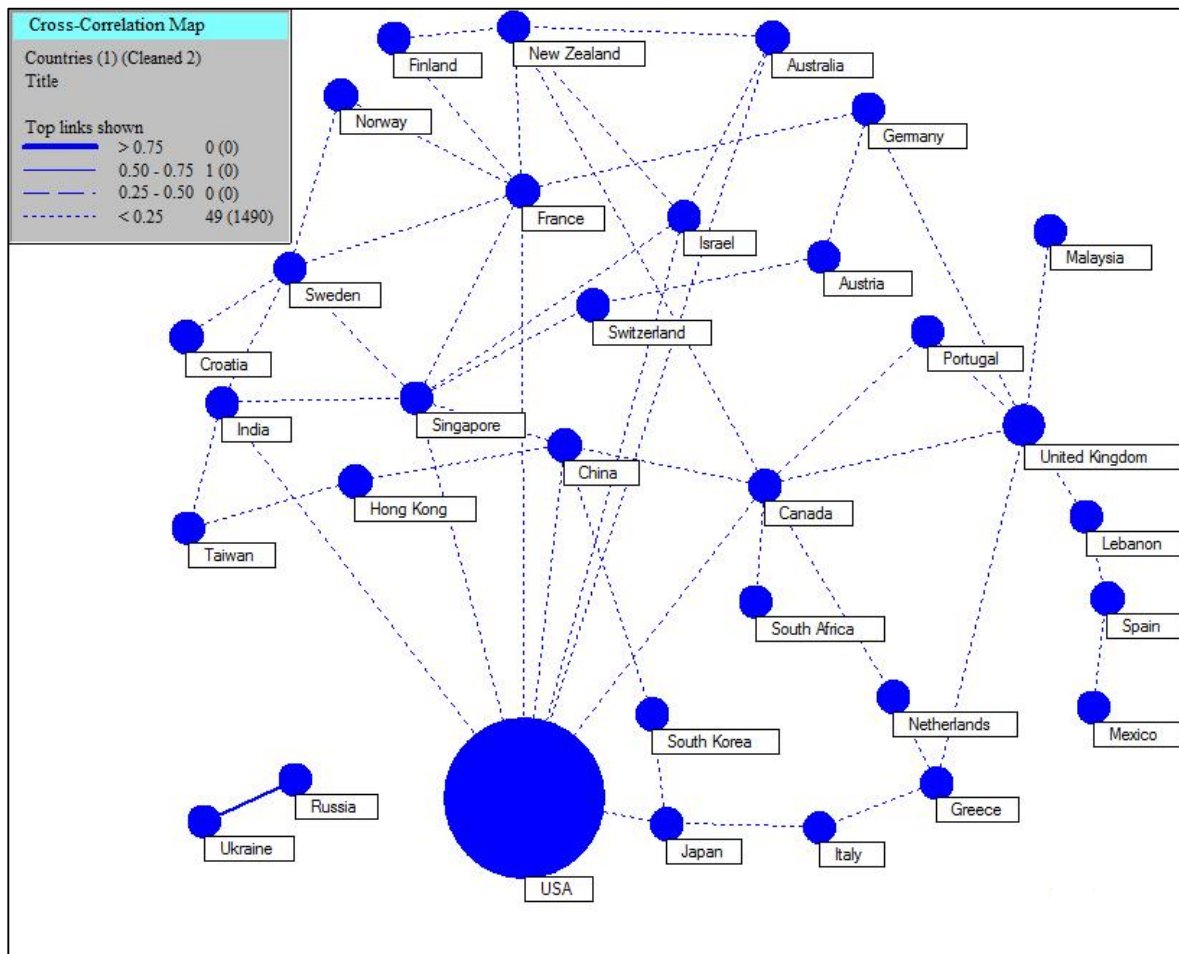 Cross-Correlation Map
Countries (1) (Cleaned 2)
Title
Top links shown
> 0.75 0 (0)
0.50 - 0.75 1 (0)
0.25 - 0.50 0 (0)
< 0.25 49 (1490)
Finland
New Zealand
Australia
Norway
Germany
France
Israel
Malaysia
Sweden
Austria
Switzerland
Croatia
Portugal
India
Singapore
United Kingdom
China
Hong Kong
Canada
Taiwan
Lebanon
South Africa
Spain
Netherlands
South Korea
Mexico
Russia
Greece
Ukraine
Japan
Italy
USA